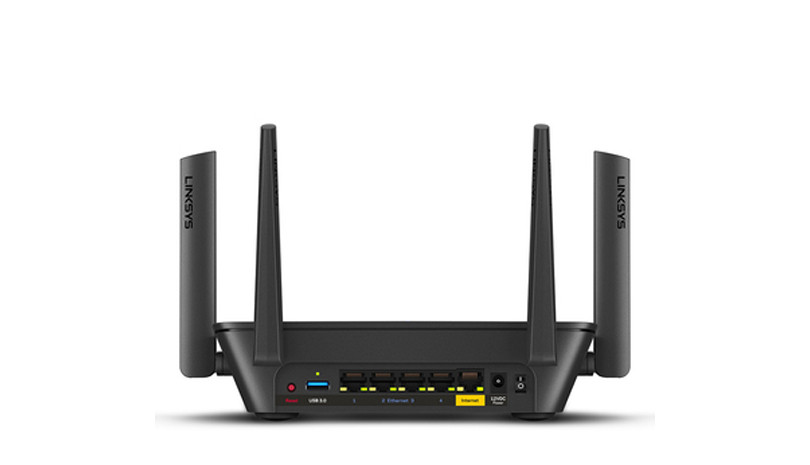 LINKSYS
LINKSYS
Reset
USB 3.0
1
2 Ethernet 3
4
Internet
12VDC
Power